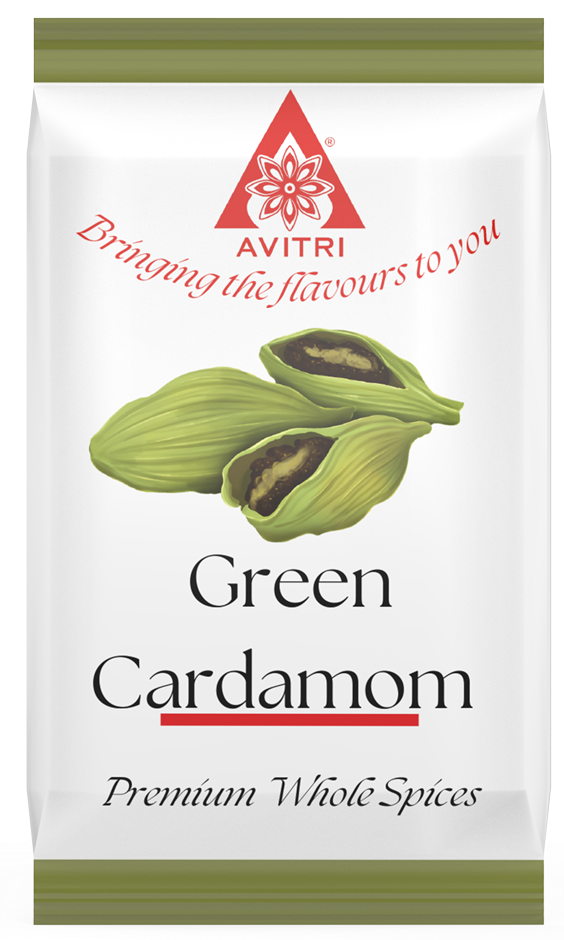 ®
AVITRI
Bringing the flavours to you
Green
Cardamom
Premium Whole Spices